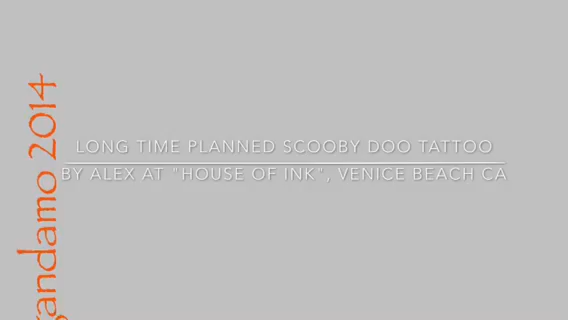 LONG TIME PLANNED SCOOBY DOO TATTOO
BY ALEX AT "HOUSE OF INK", VENICE BEACH CA
2014